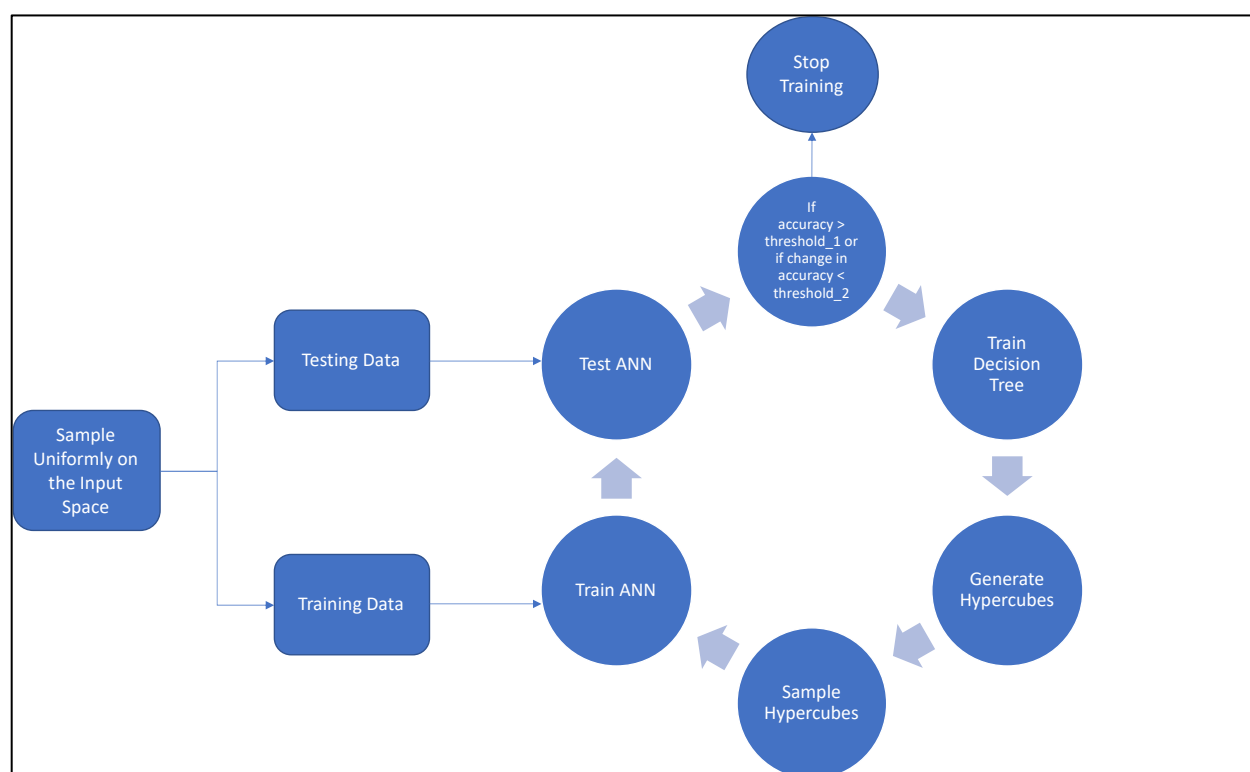 Stop
Training
If
accuracy >
threshold_1 or
if change in
accuracy <
threshold_2
Testing Data
Test ANN
Train
Decision
Tree
Sample
Uniformly on
the Input
Space
Training Data
Train ANN
Generate
Hypercubes
Sample
Hypercubes